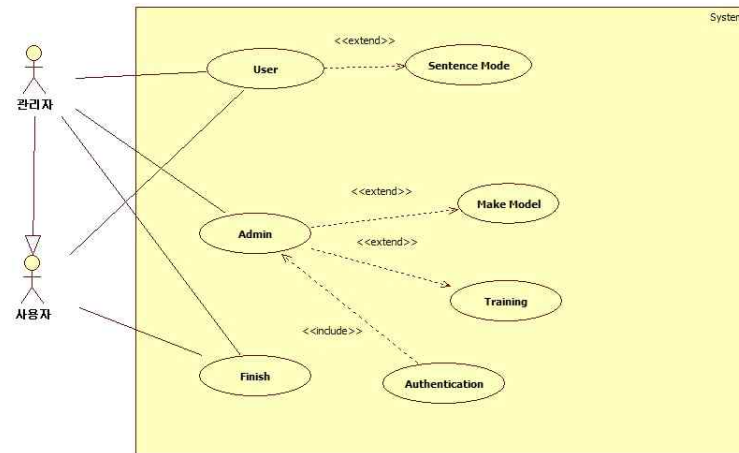 System
<<extend>>
User
Sentence Mode
관리자
<<extend>>
Make Model
Admin
<<extend>>
Training
사용자
<<include>>
Finish
Authentication